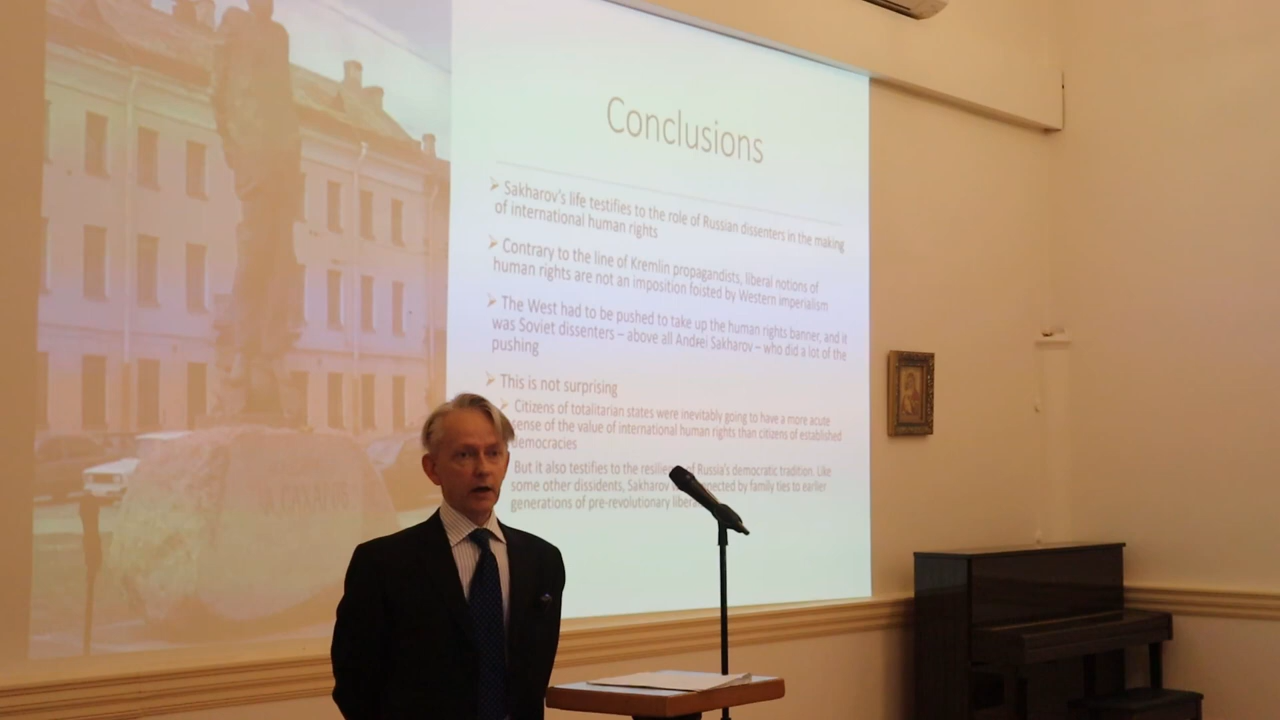 Conclusions
➢ Sakharov's life testifies to the role of Russian dissenters in the making
of international human rights
➢ Contrary to the line of Kremlin propagandists, liberal notions of
human rights are not an imposition foisted by Western imperialism
➢ The West had to be pushed to take up the human rights banner, and it
was Soviet dissenters – above all Andrei Sakharov – who did a lot of the
pushing
➢ This is not surprising
➢ Citizens of totalitarian states were inevitably going to have a more acute
sense of the value of international human rights than citizens of established
democracies
But it also testifies to the resilience of Russia's democratic tradition. Like
some other dissidents, Sakharov connected by family ties to earlier
generations of pre-revolutionary
А. САХАРОВ